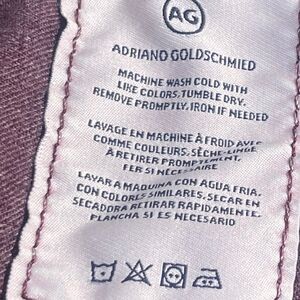 AG
ADRIANO GOLDSCHMIED
MACHINE WASH COLD WITH
LIKE COLORS. TUMBLE DRY.
REMOVE PROMPTLY, IRON IF NEEDED
LAVAGE EN MACHINE À FROID AVEC
COMME COULEURS, SÈCHE-LINGE
À RETIRER PROMPTEMENT,
FER SI NÉCESSAIRE
LAVAR A MAQUINA CON AGUA FRIA.
CON COLORES SIMILARES. SECAR EN
SECADORA RETIRAR RAPIDAMENTE.
PLANCHA SI ES NECESARIO